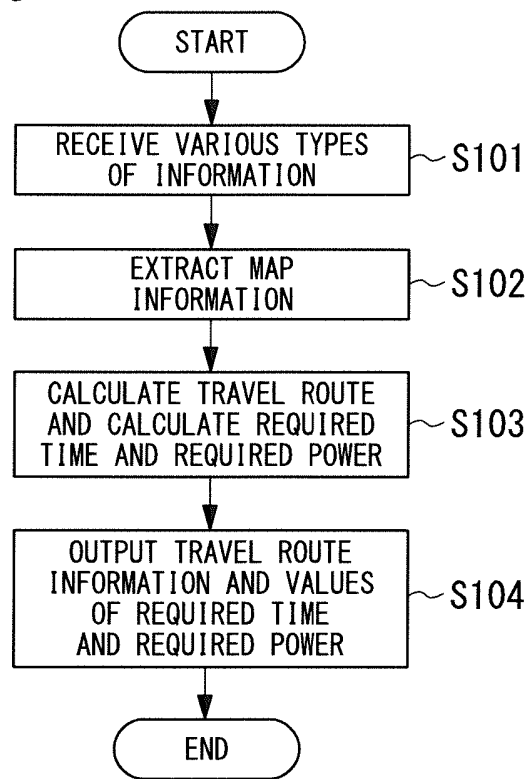 START
RECEIVE VARIOUS TYPES
OF INFORMATION
S101
EXTRACT MAP
INFORMATION
S102
CALCULATE TRAVEL ROUTE
AND CALCULATE REQUIRED
TIME AND REQUIRED POWER
S103
OUTPUT TRAVEL ROUTE
INFORMATION AND VALUES
OF REQUIRED TIME
AND REQUIRED POWER
S104
END